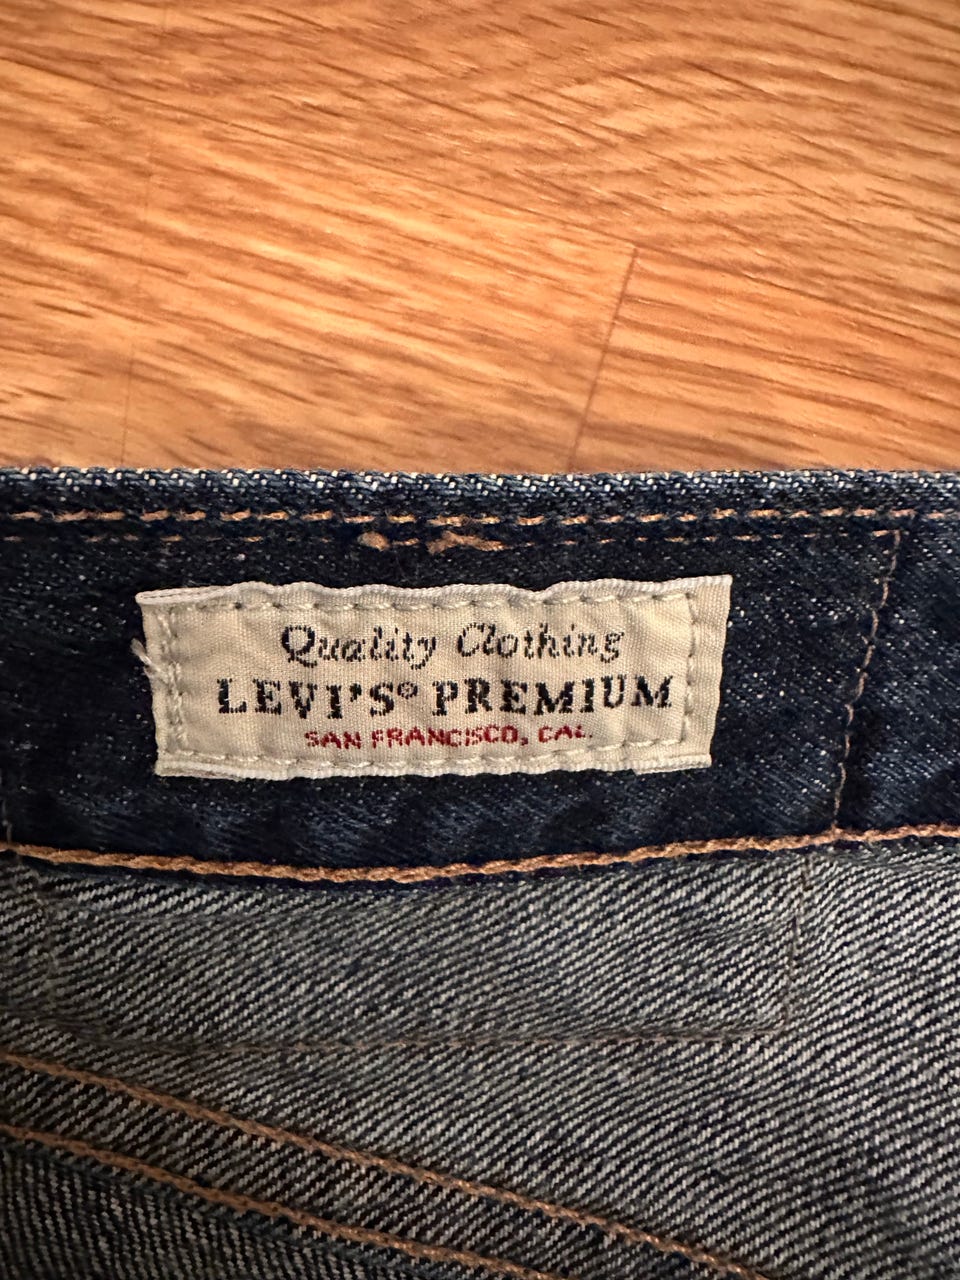 Quality Clothing
LEVI'S® PREMIUM
SAN FRANCISCO, CAL.